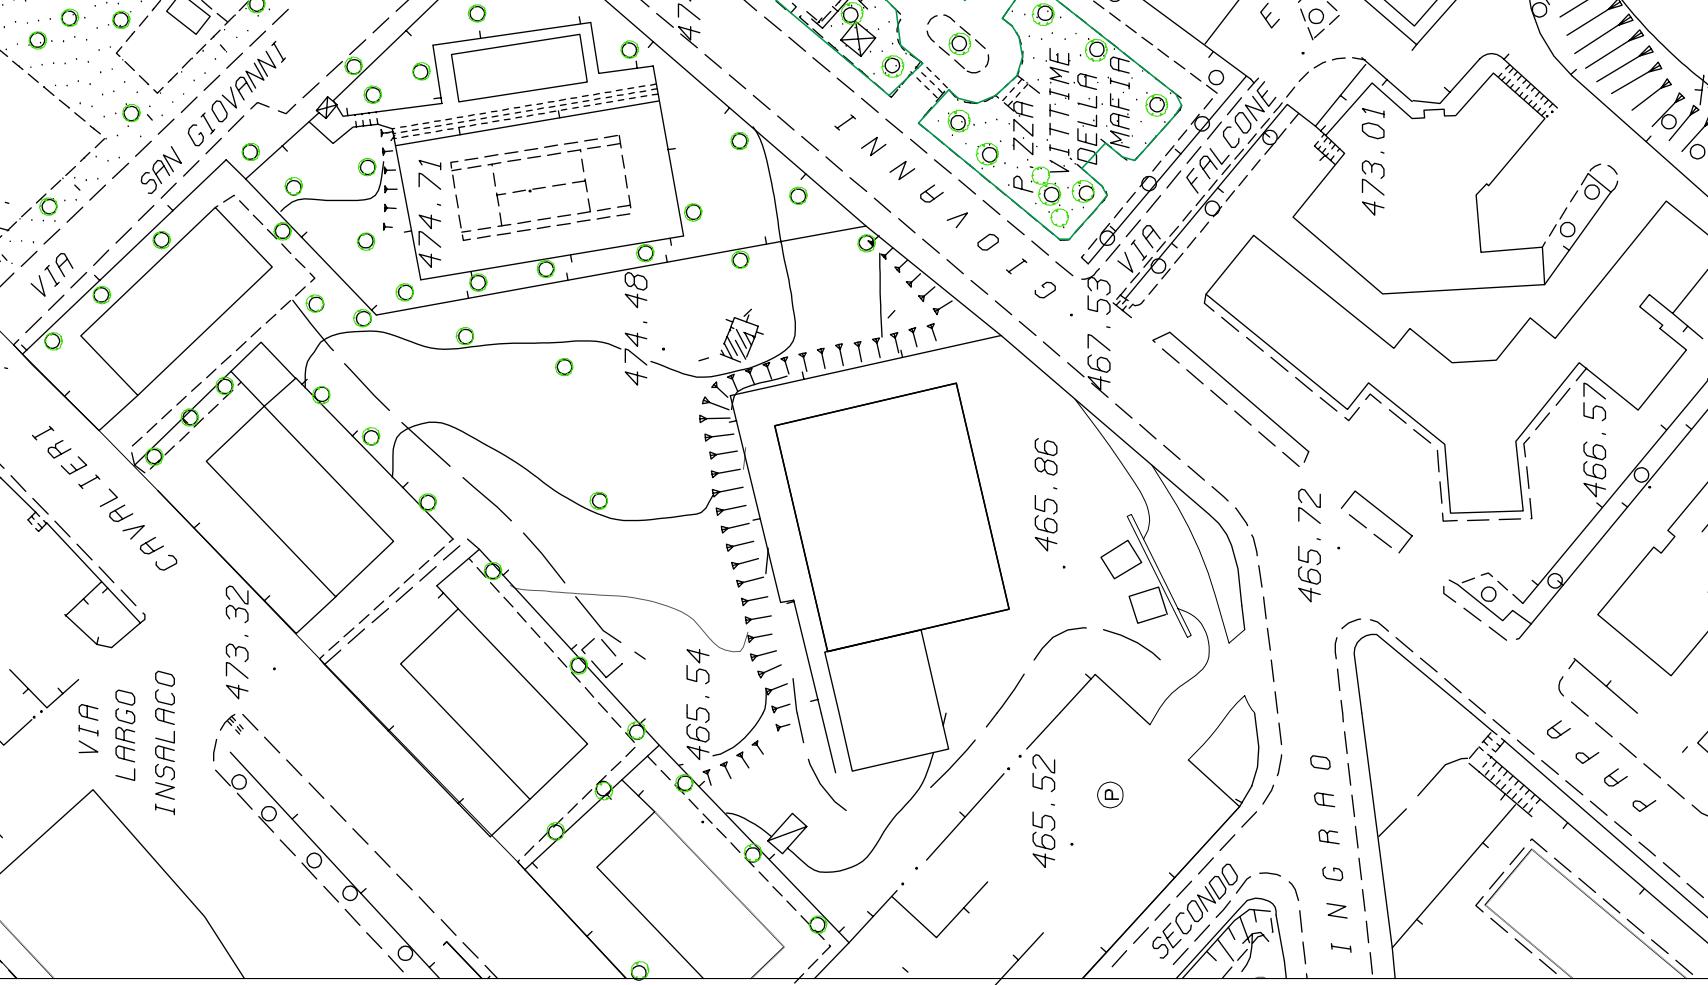 VIA SAN GIOVANNI
474.71
474.48
P ZZA
VITTIME
DELLA
MAFIA
GIOVANNI
VIA FALCONE
473.01
467.53
466.57
CAVALIERI
473.32
VIA
LARGO
INSALACO
465.54
465.86
465.72
465.52
P
SECONDO
INGRAO
PAPA
E
47